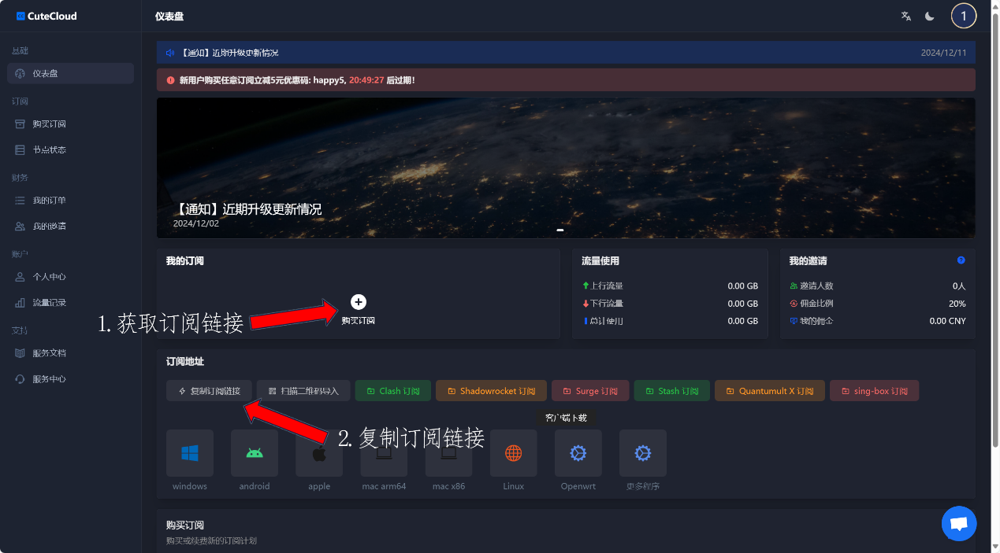 CuteCloud
仪表盘
1
基础
仪表盘
订阅
购买订阅
节点状态
财务
我的订单
我的邀请
账户
个人中心
流量记录
支持
服务文档
服务中心
【通知】近期升级更新情况 2024/12/11
新用户购买任意订阅立减5元优惠码: happy5, 20:49:27 后过期!
【通知】近期升级更新情况
2024/12/02
我的订阅
购买订阅
1. 获取订阅链接
流量使用
上行流量 0.00 GB
下行流量 0.00 GB
总计使用 0.00 GB
我的邀请
邀请人数 0人
佣金比例 20%
我的佣金 0.00 CNY
订阅地址
复制订阅链接 扫描二维码导入 Clash 订阅 Shadowrocket 订阅 Surge 订阅 Stash 订阅 Quantumult X 订阅 sing-box 订阅
客户端下载
2. 复制订阅链接
windows android apple mac arm64 mac x86 Linux Openwrt 更多程序
购买订阅
购买或续费新的订阅计划